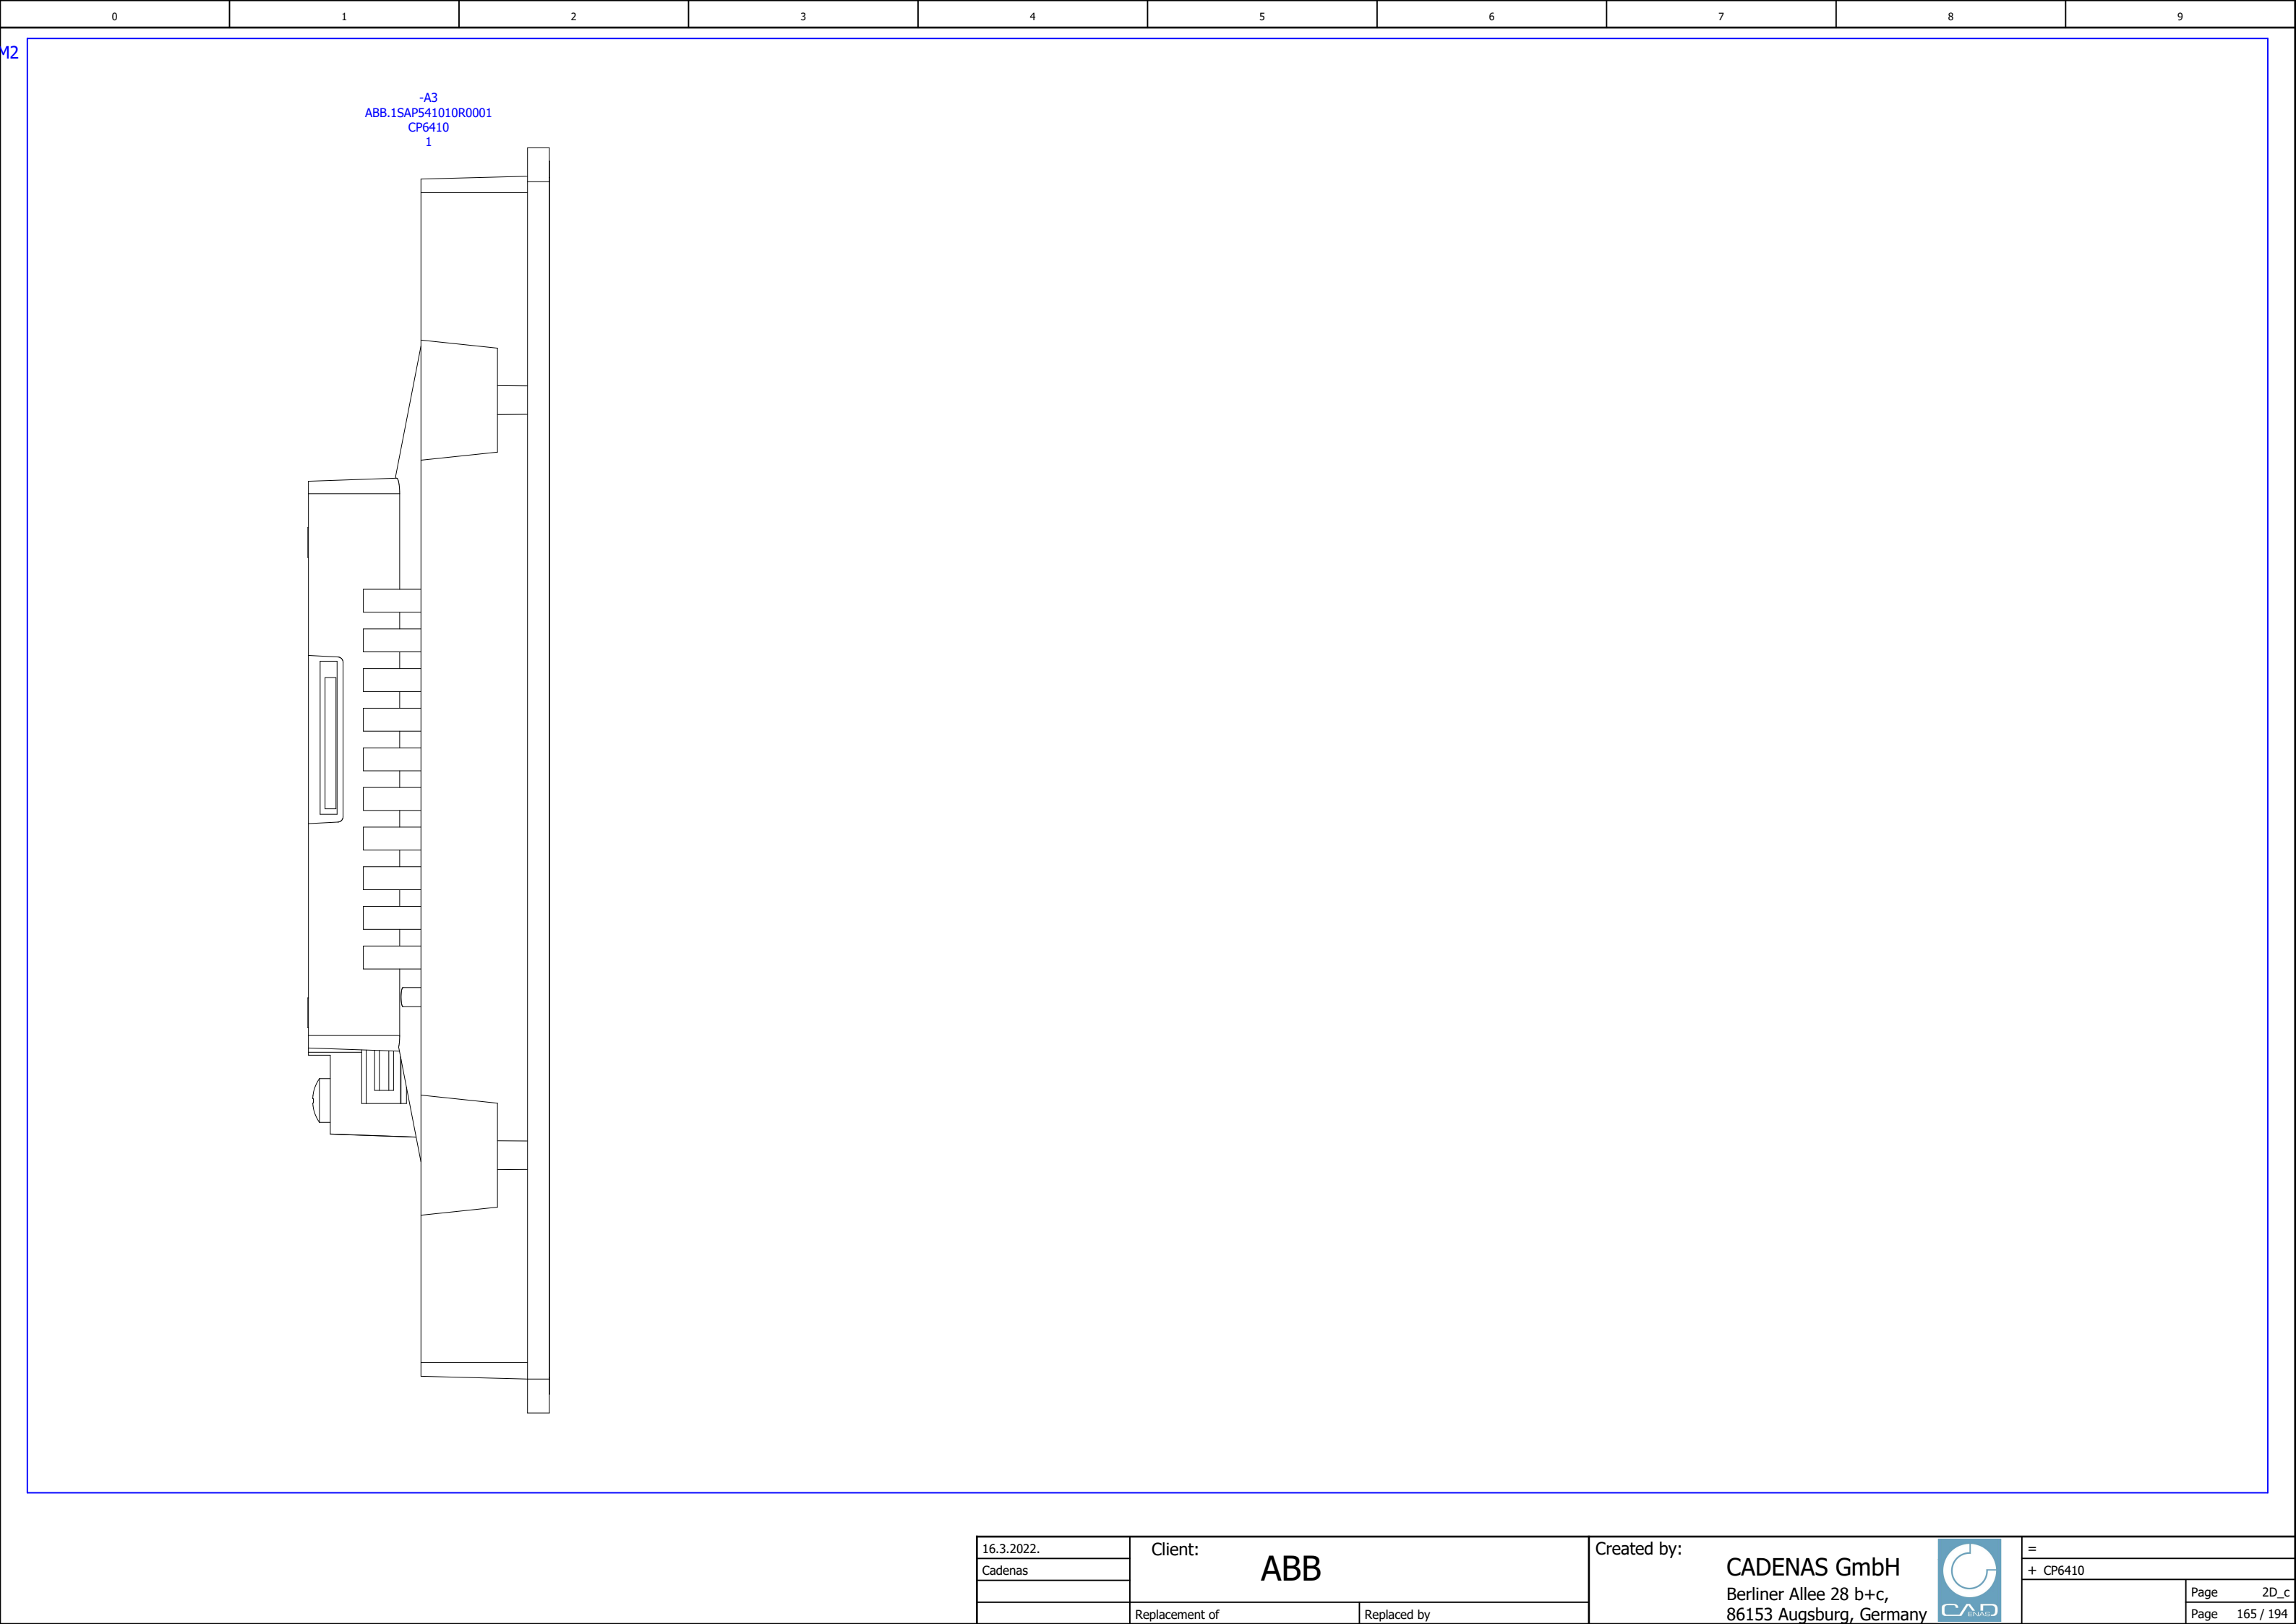 0 1 2 3 4 5 6 7 8 9
M2
-A3
ABB.1SAP541010R0001
CP6410
1
16.3.2022.
Cadenas
Client:
ABB
Replacement of
Replaced by
Created by:
CADENAS GmbH
Berliner Allee 28 b+c,
86153 Augsburg, Germany
CADENAS
=
+ CP6410
Page 2D_c
Page 165 / 194